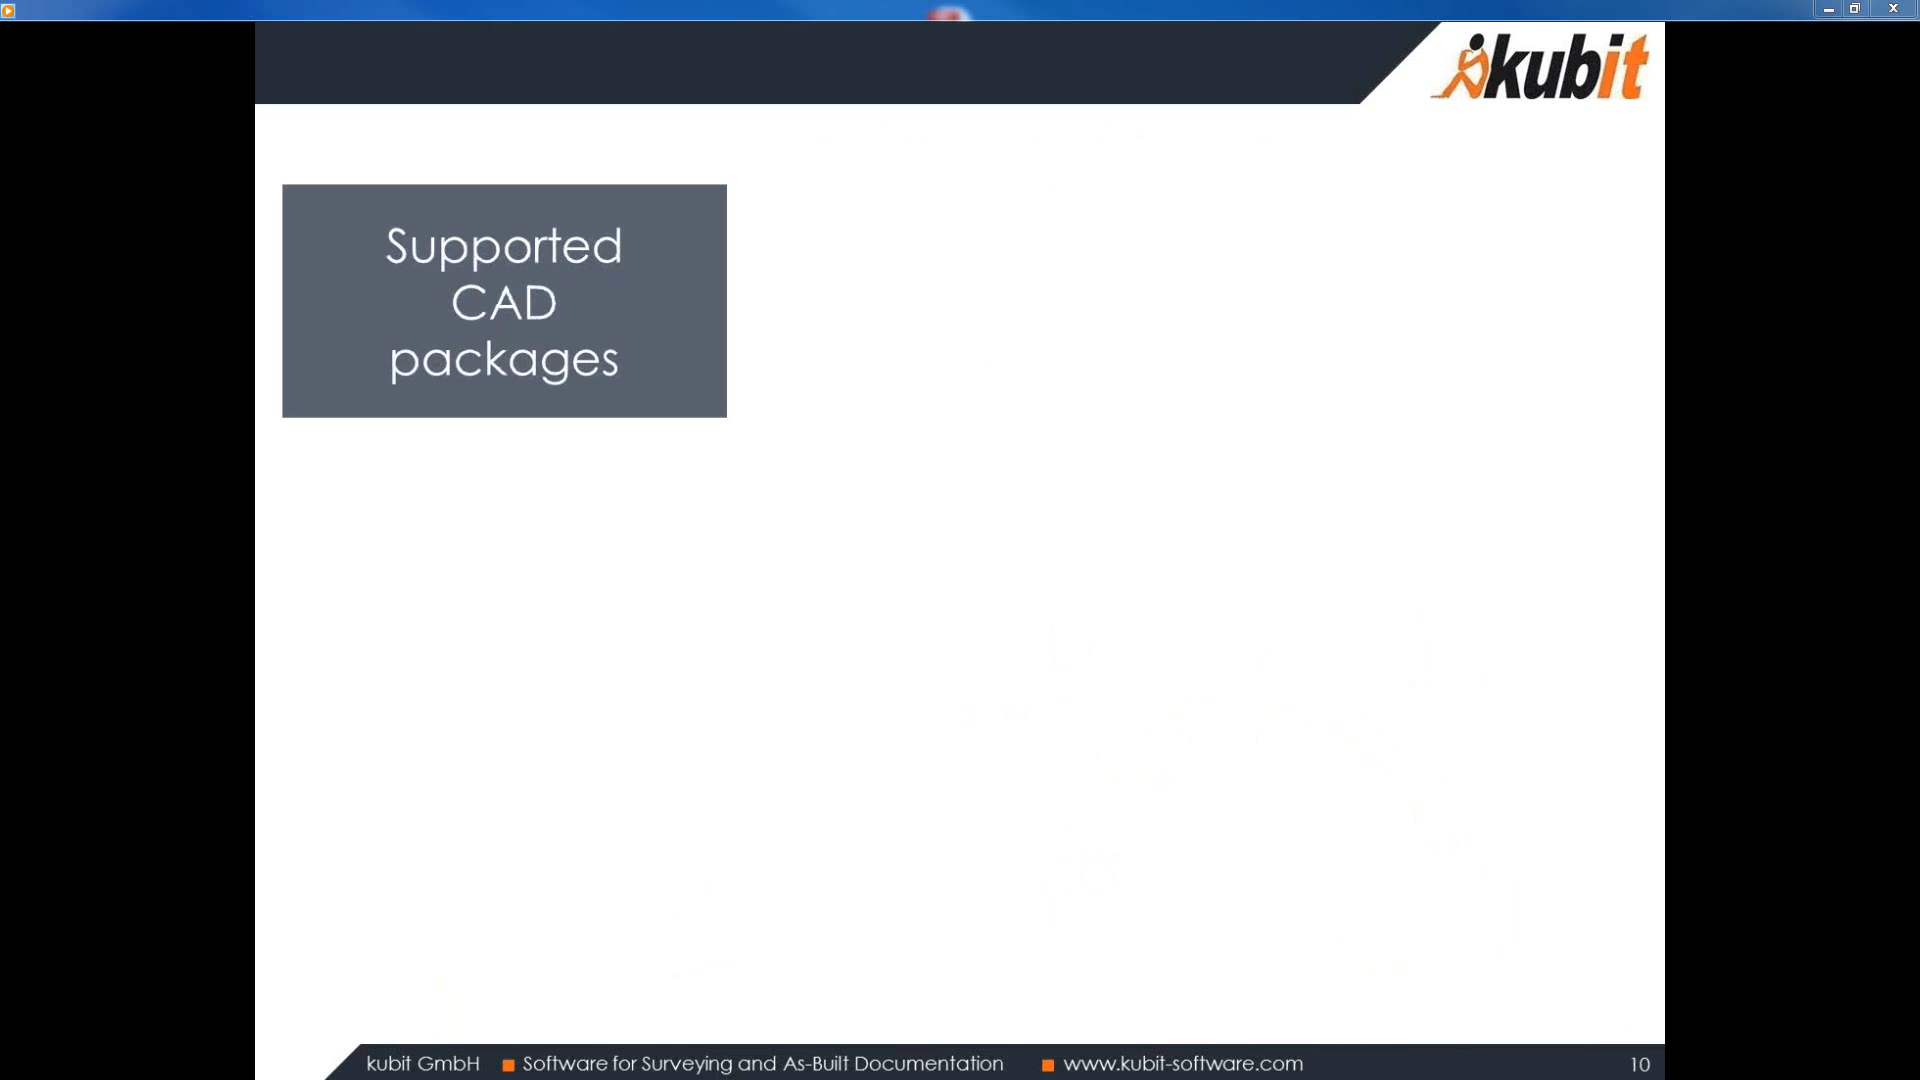 kubit
Supported
CAD
packages
kubit GmbH ■ Software for Surveying and As-Built Documentation ■ www.kubit-software.com 10